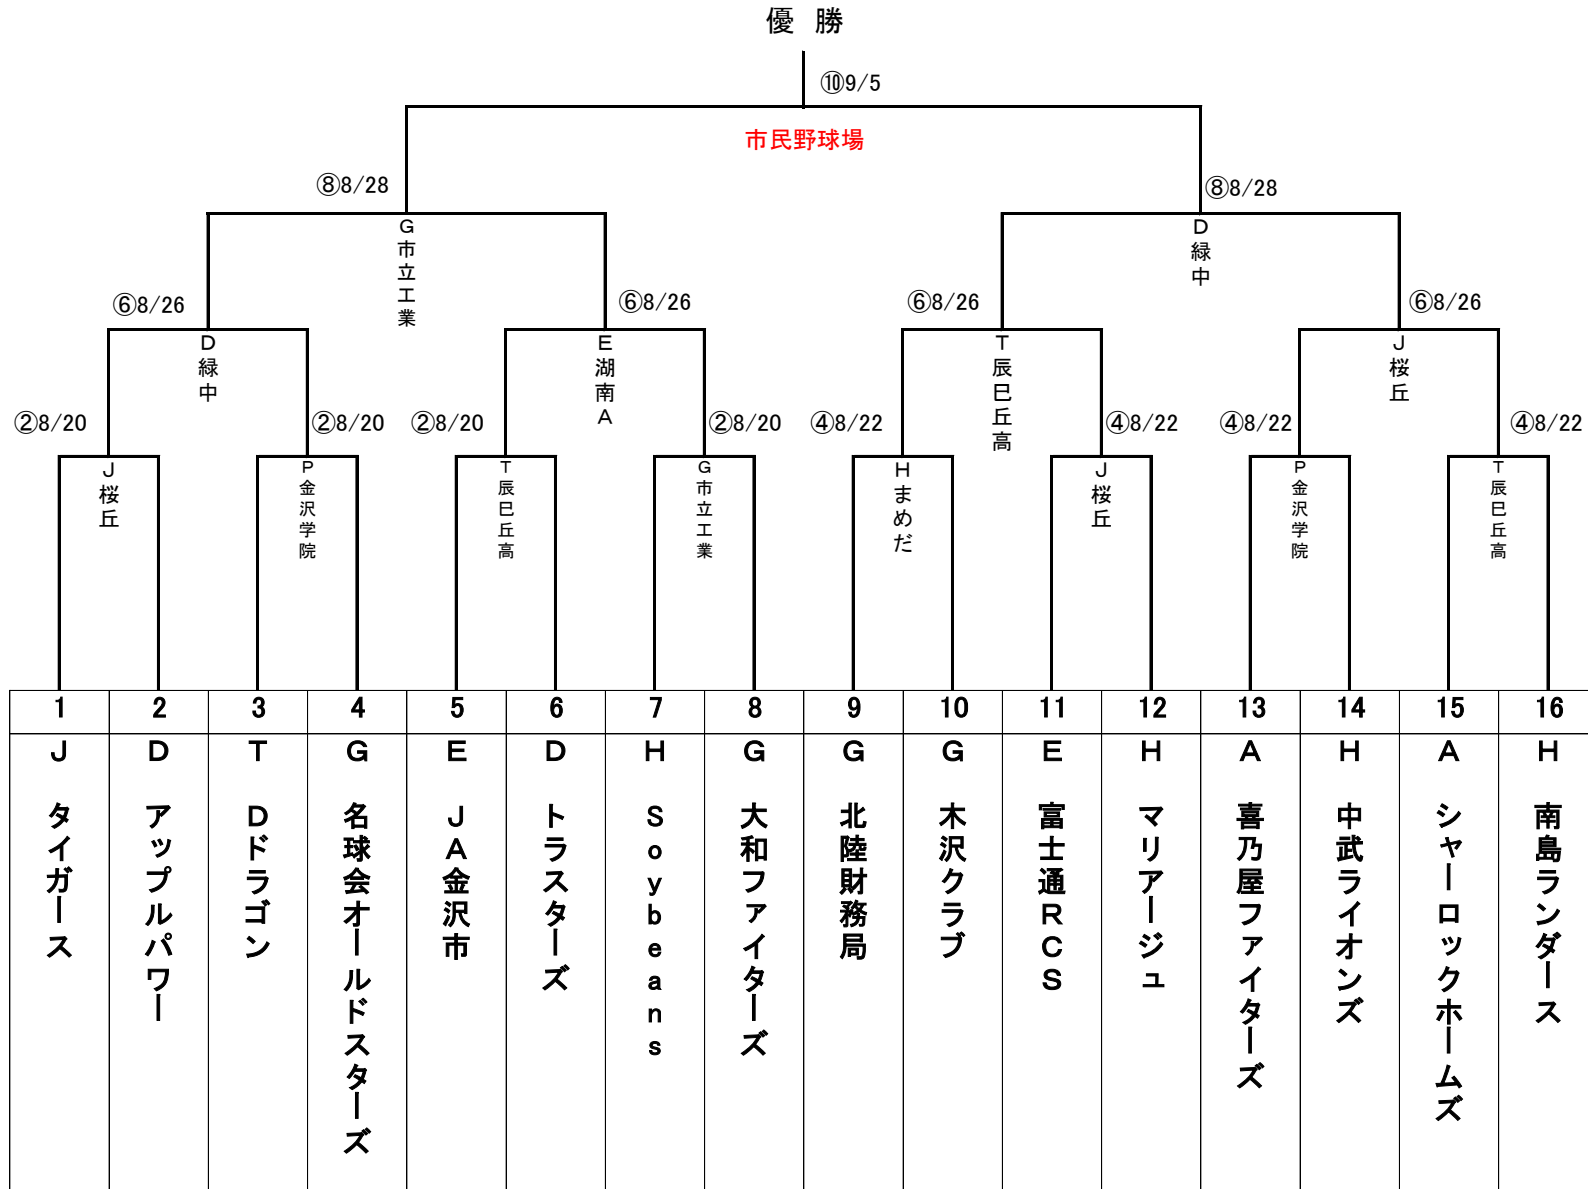 優 勝
⑩9/5
市民野球場
⑧8/28
⑧8/28
G市立工業
D緑中
⑥8/26
⑥8/26
⑥8/26
⑥8/26
D緑中
E湖南A
T辰巳丘高
J桜丘
②8/20
②8/20
②8/20
②8/20
④8/22
④8/22
④8/22
④8/22
J桜丘
P金沢学院
T辰巳丘高
G市立工業
Hまめだ
J桜丘
P金沢学院
T辰巳丘高
1 2 3 4 5 6 7 8 9 10 11 12 13 14 15 16
J タイガース
D アップルパワー
T Dドラゴン
G 名球会オールドスターズ
E JA金沢市
D トラスターズ
H Soybeans
G 大和ファイターズ
G 北陸財務局
G 木沢クラブ
E 富士通RCS
H マリアージュ
A 喜乃屋ファイターズ
H 中武ライオンズ
A シャーロックホームズ
H 南島ランダース